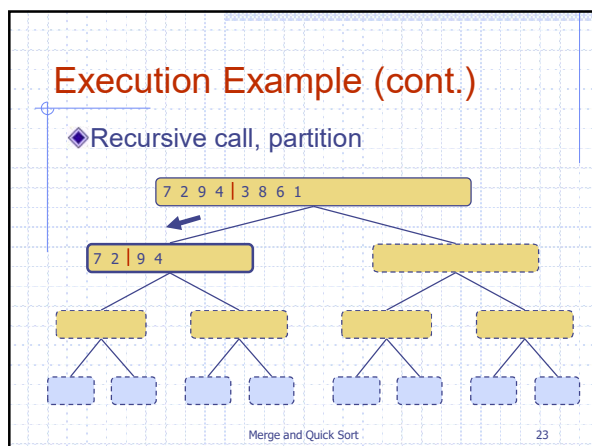 Execution Example (cont.)
Recursive call, partition
7 2 9 4 | 3 8 6 1
7 2 | 9 4
Merge and Quick Sort 23